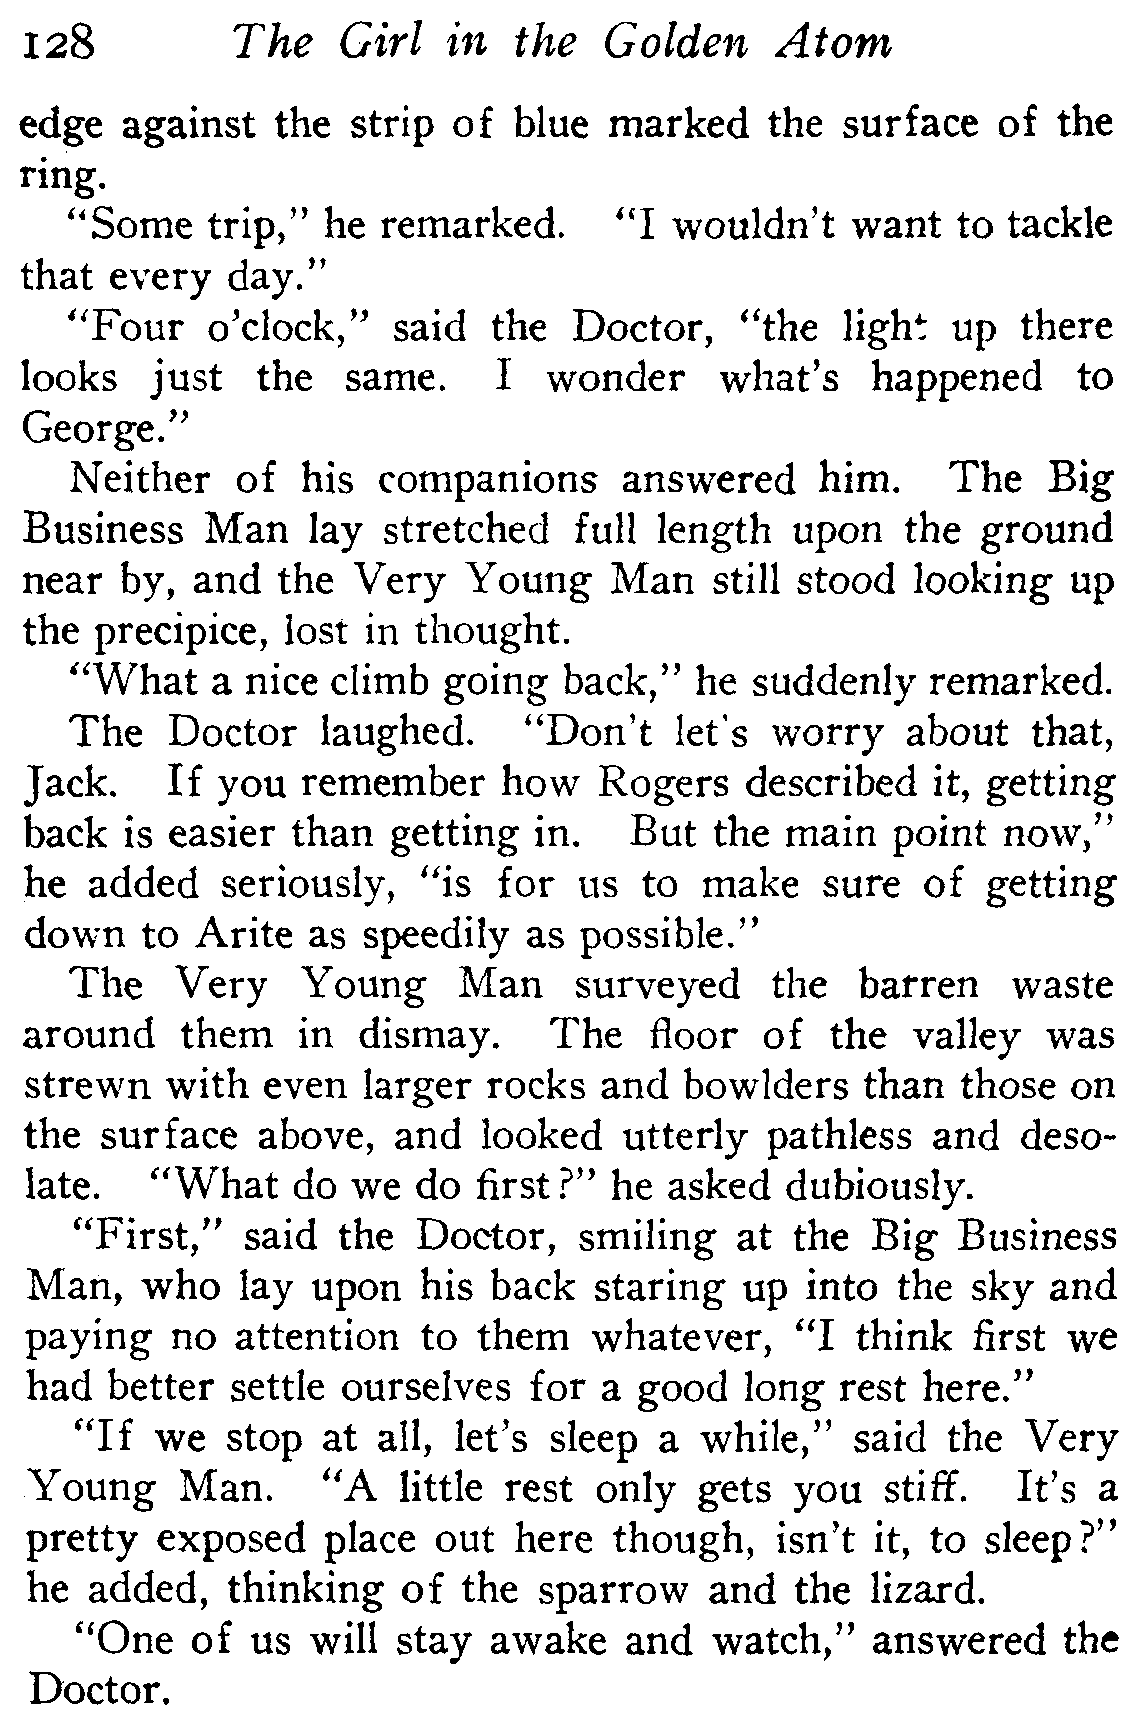 128 The Girl in the Golden Atom
edge against the strip of blue marked the surface of the
ring.
"Some trip," he remarked. "I wouldn't want to tackle
that every day."
"Four o'clock," said the Doctor, "the light up there
looks just the same. I wonder what's happened to
George."
Neither of his companions answered him. The Big
Business Man lay stretched full length upon the ground
near by, and the Very Young Man still stood looking up
the precipice, lost in thought.
"What a nice climb going back," he suddenly remarked.
The Doctor laughed. "Don't let's worry about that,
Jack. If you remember how Rogers described it, getting
back is easier than getting in. But the main point now,"
he added seriously, "is for us to make sure of getting
down to Arite as speedily as possible."
The Very Young Man surveyed the barren waste
around them in dismay. The floor of the valley was
strewn with even larger rocks and bowlders than those on
the surface above, and looked utterly pathless and deso-
late. "What do we do first?" he asked dubiously.
"First," said the Doctor, smiling at the Big Business
Man, who lay upon his back staring up into the sky and
paying no attention to them whatever, "I think first we
had better settle ourselves for a good long rest here."
"If we stop at all, let's sleep a while," said the Very
Young Man. "A little rest only gets you stiff. It's a
pretty exposed place out here though, isn't it, to sleep?"
he added, thinking of the sparrow and the lizard.
"One of us will stay awake and watch," answered the
Doctor.